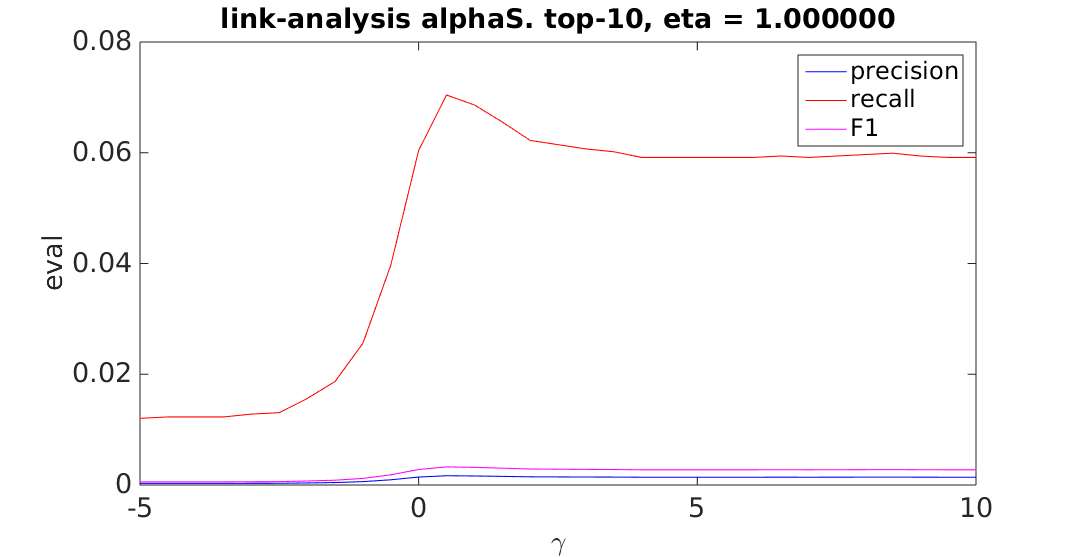 link-analysis alphaS. top-10, eta = 1.000000
0.08
0.06
0.04
0.02
0
eval
precision
recall
F1
-5
0
5
10
γ